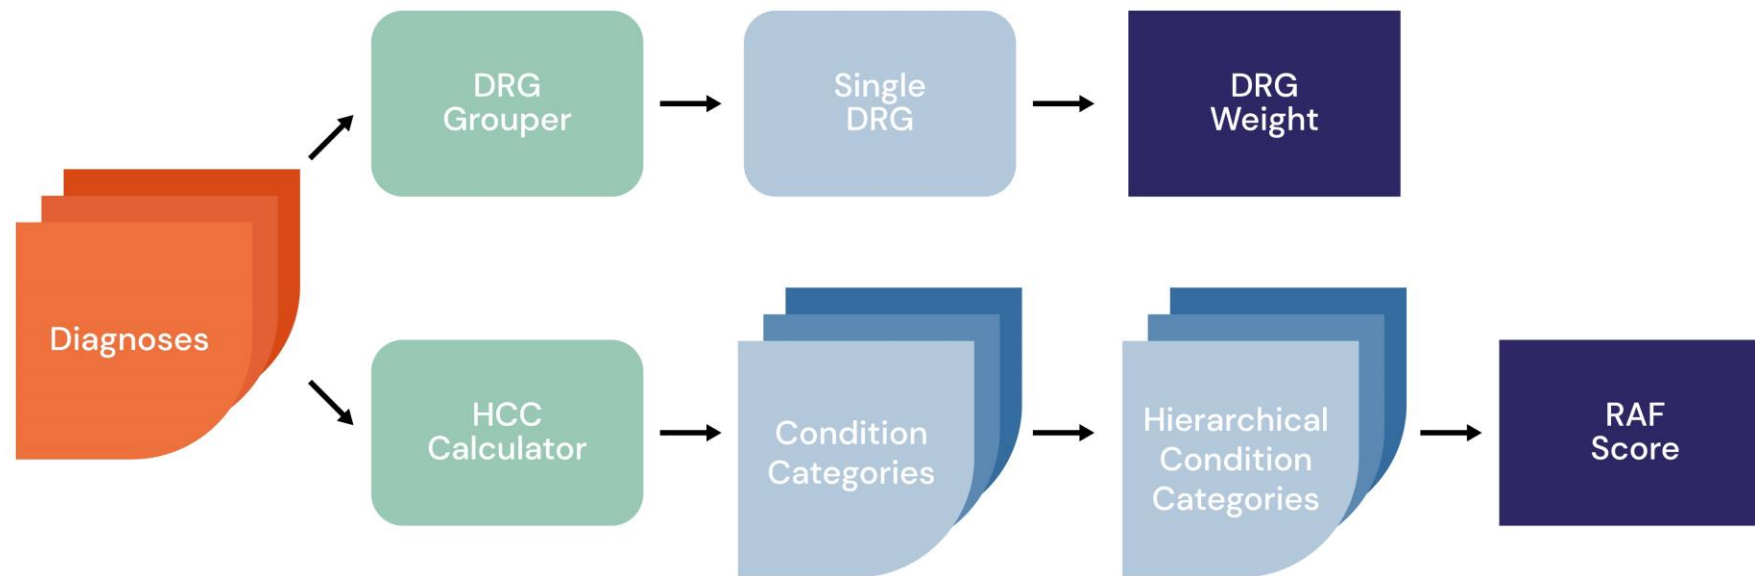 DRG
Grouper
Single
DRG
DRG
Weight
Diagnoses
HCC
Calculator
Condition
Categories
Hierarchical
Condition
Categories
RAF
Score